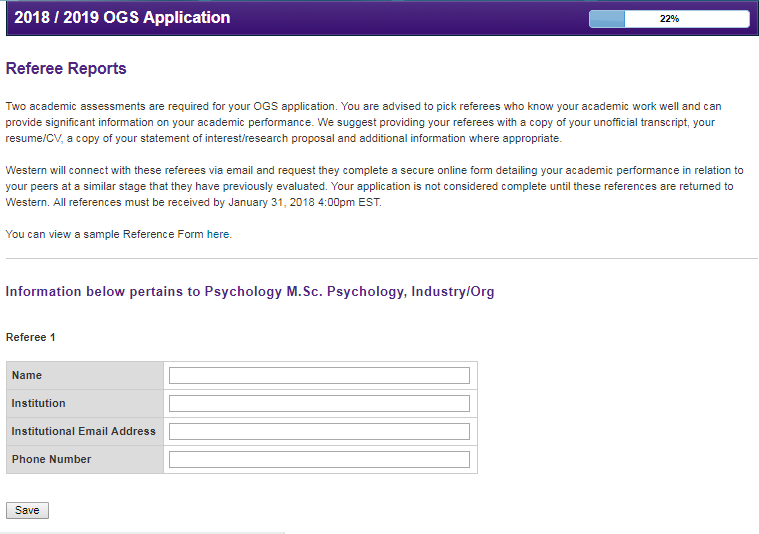 2018 / 2019 OGS Application
22%
Referee Reports
Two academic assessments are required for your OGS application. You are advised to pick referees who know your academic work well and can
provide significant information on your academic performance. We suggest providing your referees with a copy of your unofficial transcript, your
resume/CV, a copy of your statement of interest/research proposal and additional information where appropriate.
Western will connect with these referees via email and request they complete a secure online form detailing your academic performance in relation to
your peers at a similar stage that they have previously evaluated. Your application is not considered complete until these references are returned to
Western. All references must be received by January 31, 2018 4:00pm EST.
You can view a sample Reference Form here.
Information below pertains to Psychology M.Sc. Psychology, Industry/Org
Referee 1
Name
Institution
Institutional Email Address
Phone Number
Save